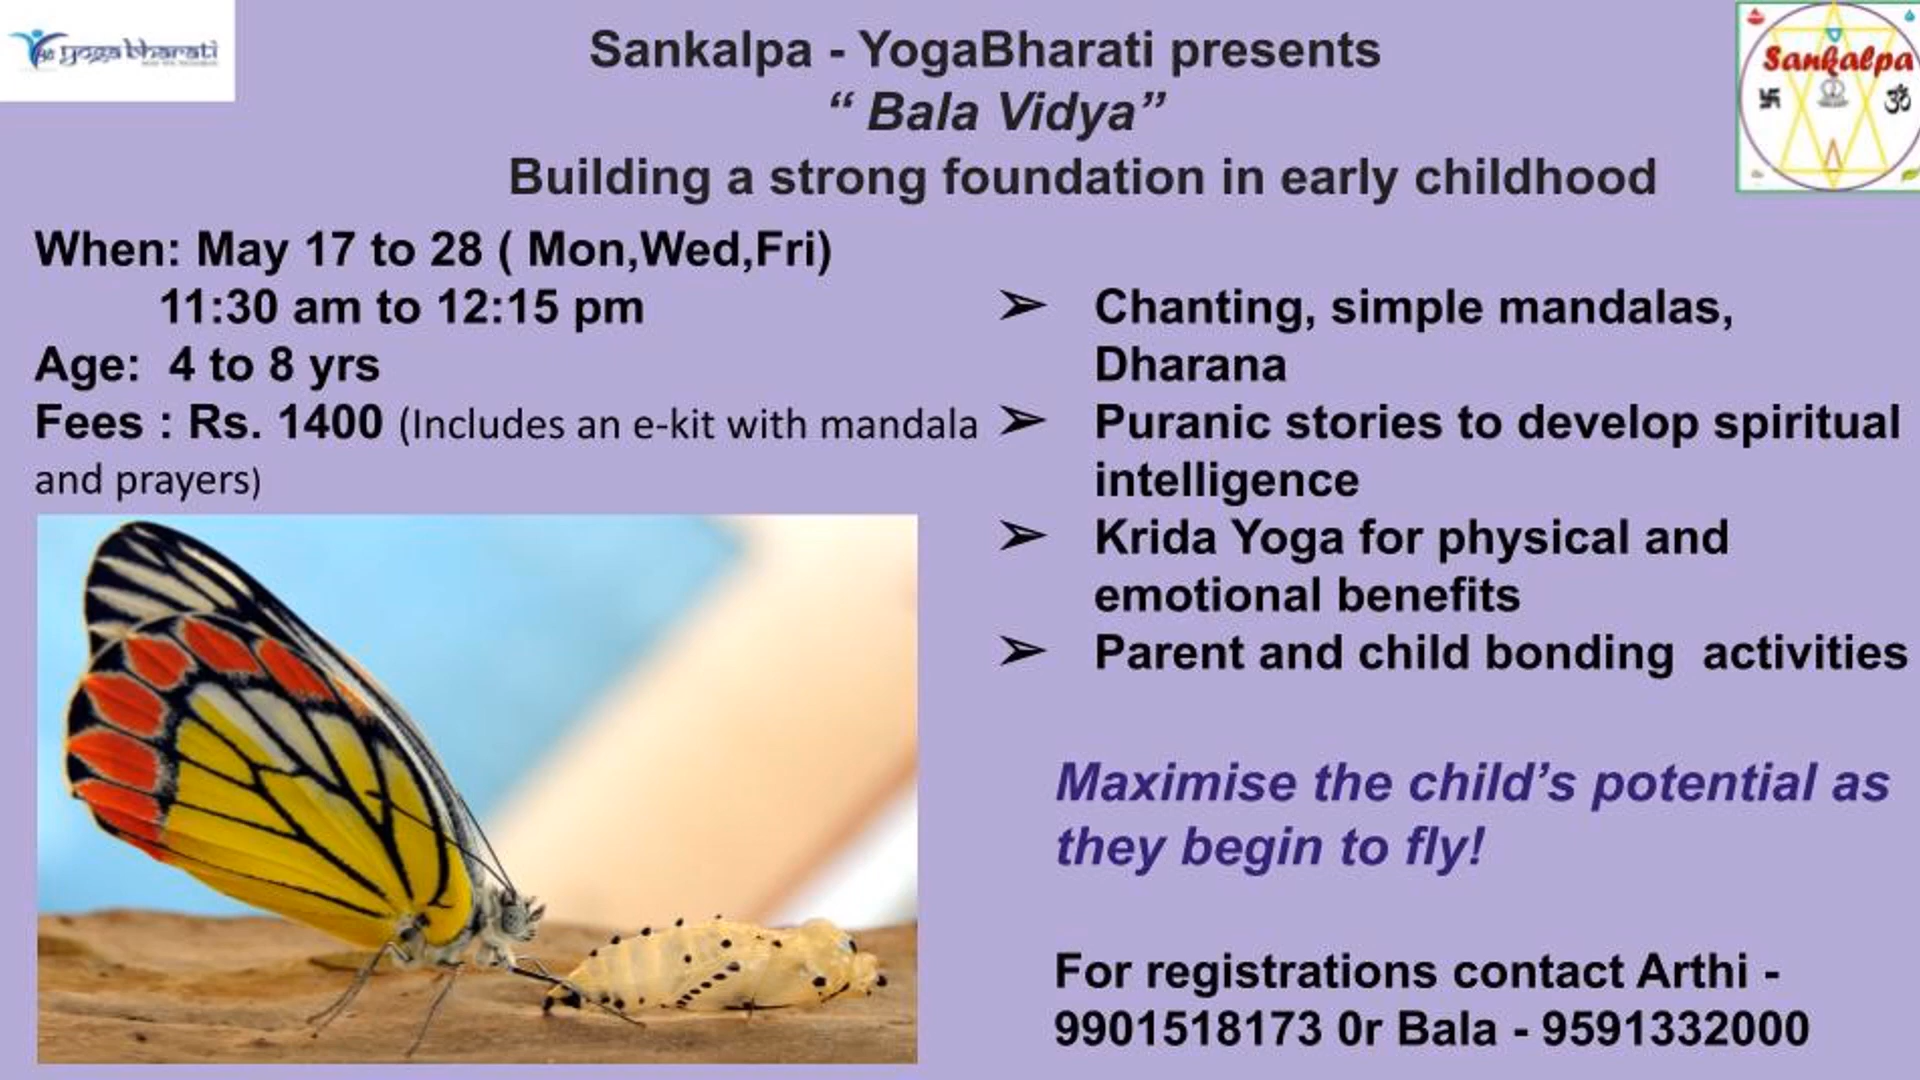 yogabharati
Sankalpa - YogaBharati presents
“ Bala Vidya”
Building a strong foundation in early childhood
Sankalpa
ॐ
When: May 17 to 28 ( Mon,Wed,Fri)
11:30 am to 12:15 pm
Age: 4 to 8 yrs
Fees : Rs. 1400 (Includes an e-kit with mandala
and prayers)
➢ Chanting, simple mandalas,
Dharana
➢ Puranic stories to develop spiritual
intelligence
➢ Krida Yoga for physical and
emotional benefits
➢ Parent and child bonding activities
Maximise the child’s potential as
they begin to fly!
For registrations contact Arthi -
9901518173 0r Bala - 9591332000